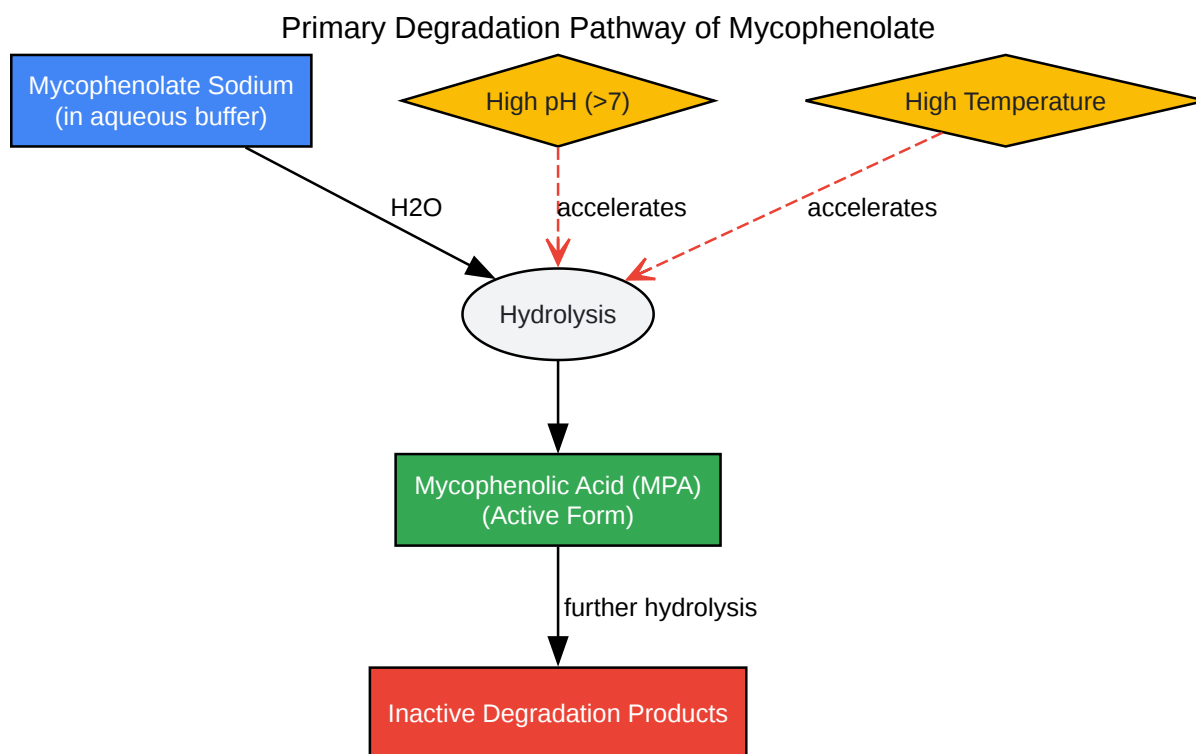 Primary Degradation Pathway of Mycophenolate
Mycophenolate Sodium
(in aqueous buffer)
High pH (>7)
High Temperature
H2O
accelerates
accelerates
Hydrolysis
Mycophenolic Acid (MPA)
(Active Form)
further hydrolysis
Inactive Degradation Products